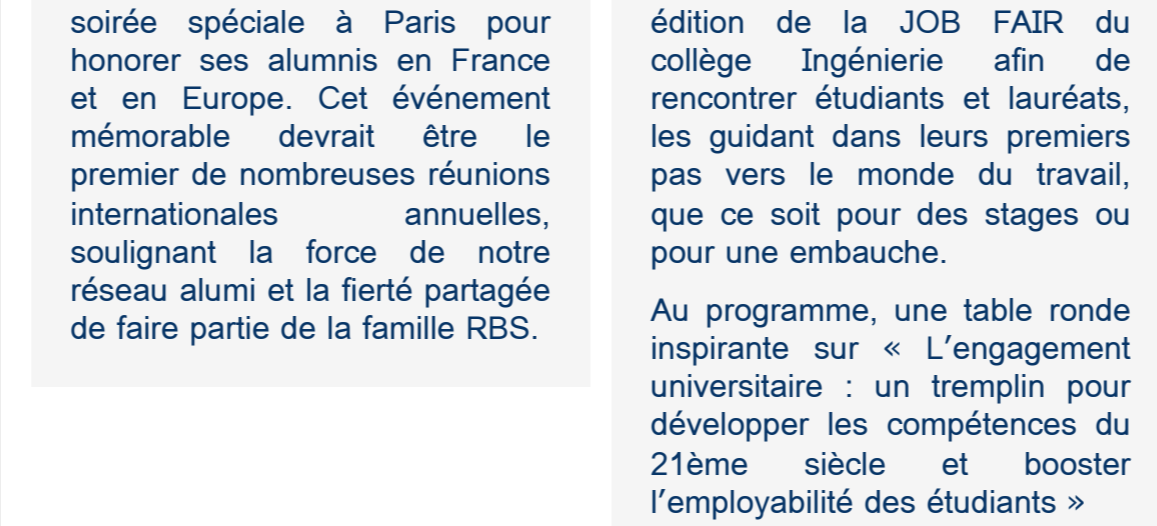 soirée spéciale à Paris pour
honorer ses alumnis en France
et en Europe. Cet événement
mémorable devrait être le
premier de nombreuses réunions
internationales annuelles,
soulignant la force de notre
réseau alumi et la fierté partagée
de faire partie de la famille RBS.
édition de la JOB FAIR du
collège Ingénierie afin de
rencontrer étudiants et lauréats,
les guidant dans leurs premiers
pas vers le monde du travail,
que ce soit pour des stages ou
pour une embauche.
Au programme, une table ronde
inspirante sur « L’engagement
universitaire : un tremplin pour
développer les compétences du
21ème siècle et booster
l’employabilité des étudiants »